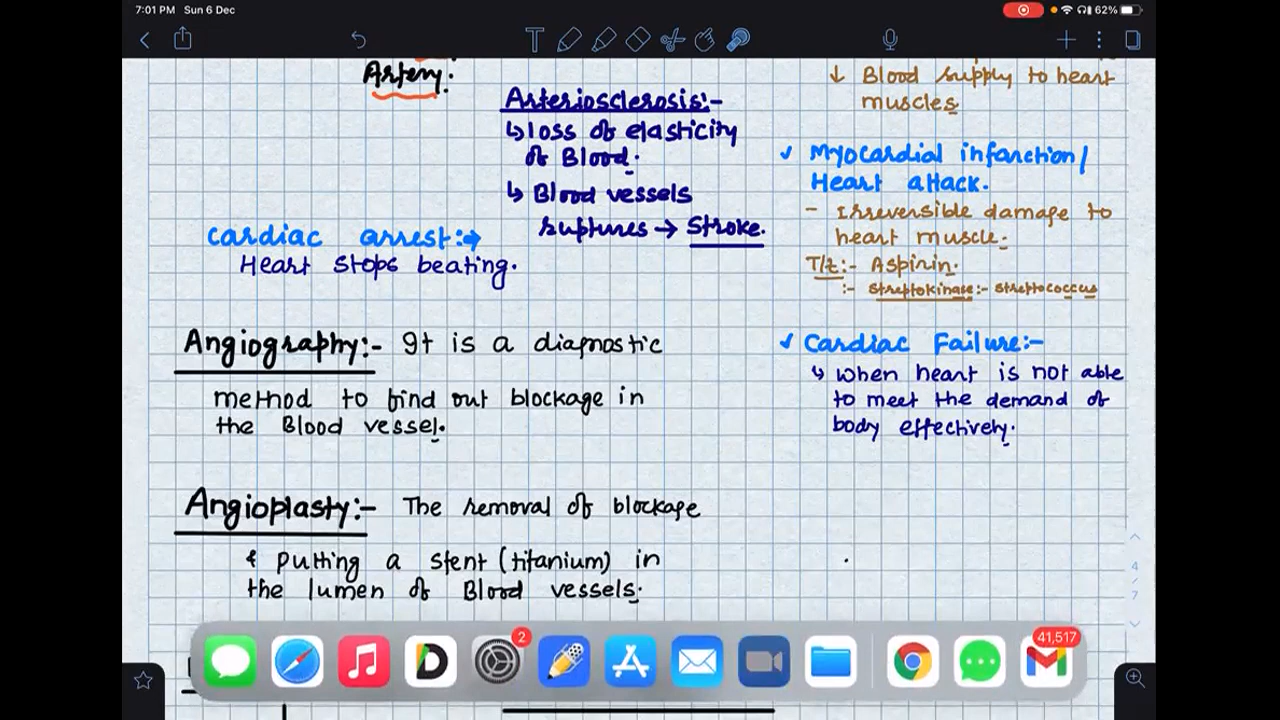 7:01 PM Sun 6 Dec
62%
Artery:
Arteriosclerosis:-
↳ loss of elasticity
of Blood.
↳ Blood vessels
ruptures → Stroke.
cardiac arrest:→
Heart stops beating.
Angiography:- It is a diagnostic
method to find out blockage in
the Blood vessel.
Angioplasty:- The removal of blockage
& putting a stent (titanium) in
the lumen of Blood vessels.
↓ Blood supply to heart
muscles
✓ Myocardial infarction/
Heart attack.
- Irreversible damage to
heart muscle.
T/t:- Aspirin.
:- Streptokinase:- Streptococcus
✓ Cardiac Failure:-
↳ when heart is not able
to meet the demand of
body effectively.
4
/
7
2
41,517